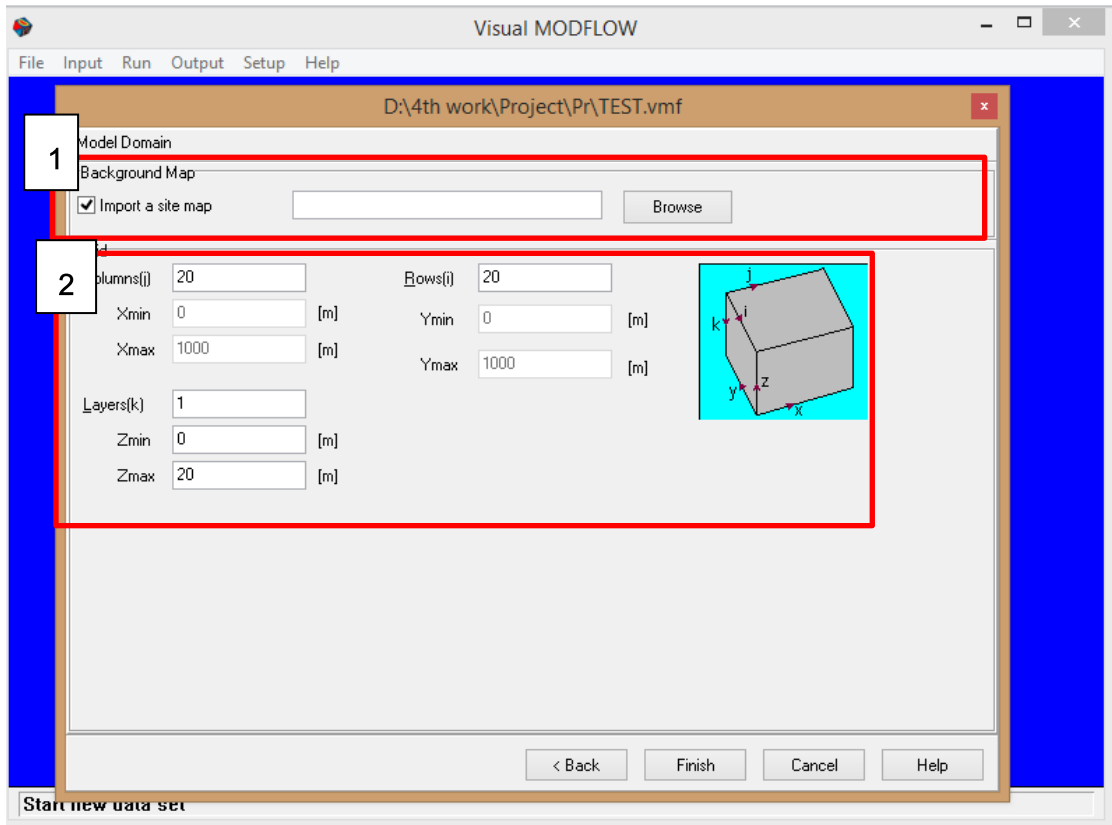 Visual MODFLOW
File Input Run Output Setup Help
D:\4th work\Project\Pr\TEST.vmf
x
1
Model Domain
Background Map
Import a site map Browse
2
Columns(j) 20 Rows(i) 20
Xmin 0 [m] Ymin 0 [m]
Xmax 1000 [m] Ymax 1000 [m]
Layers(k) 1
Zmin 0 [m]
Zmax 20 [m]
j
i
k
y z
x
< Back Finish Cancel Help
Start new data set